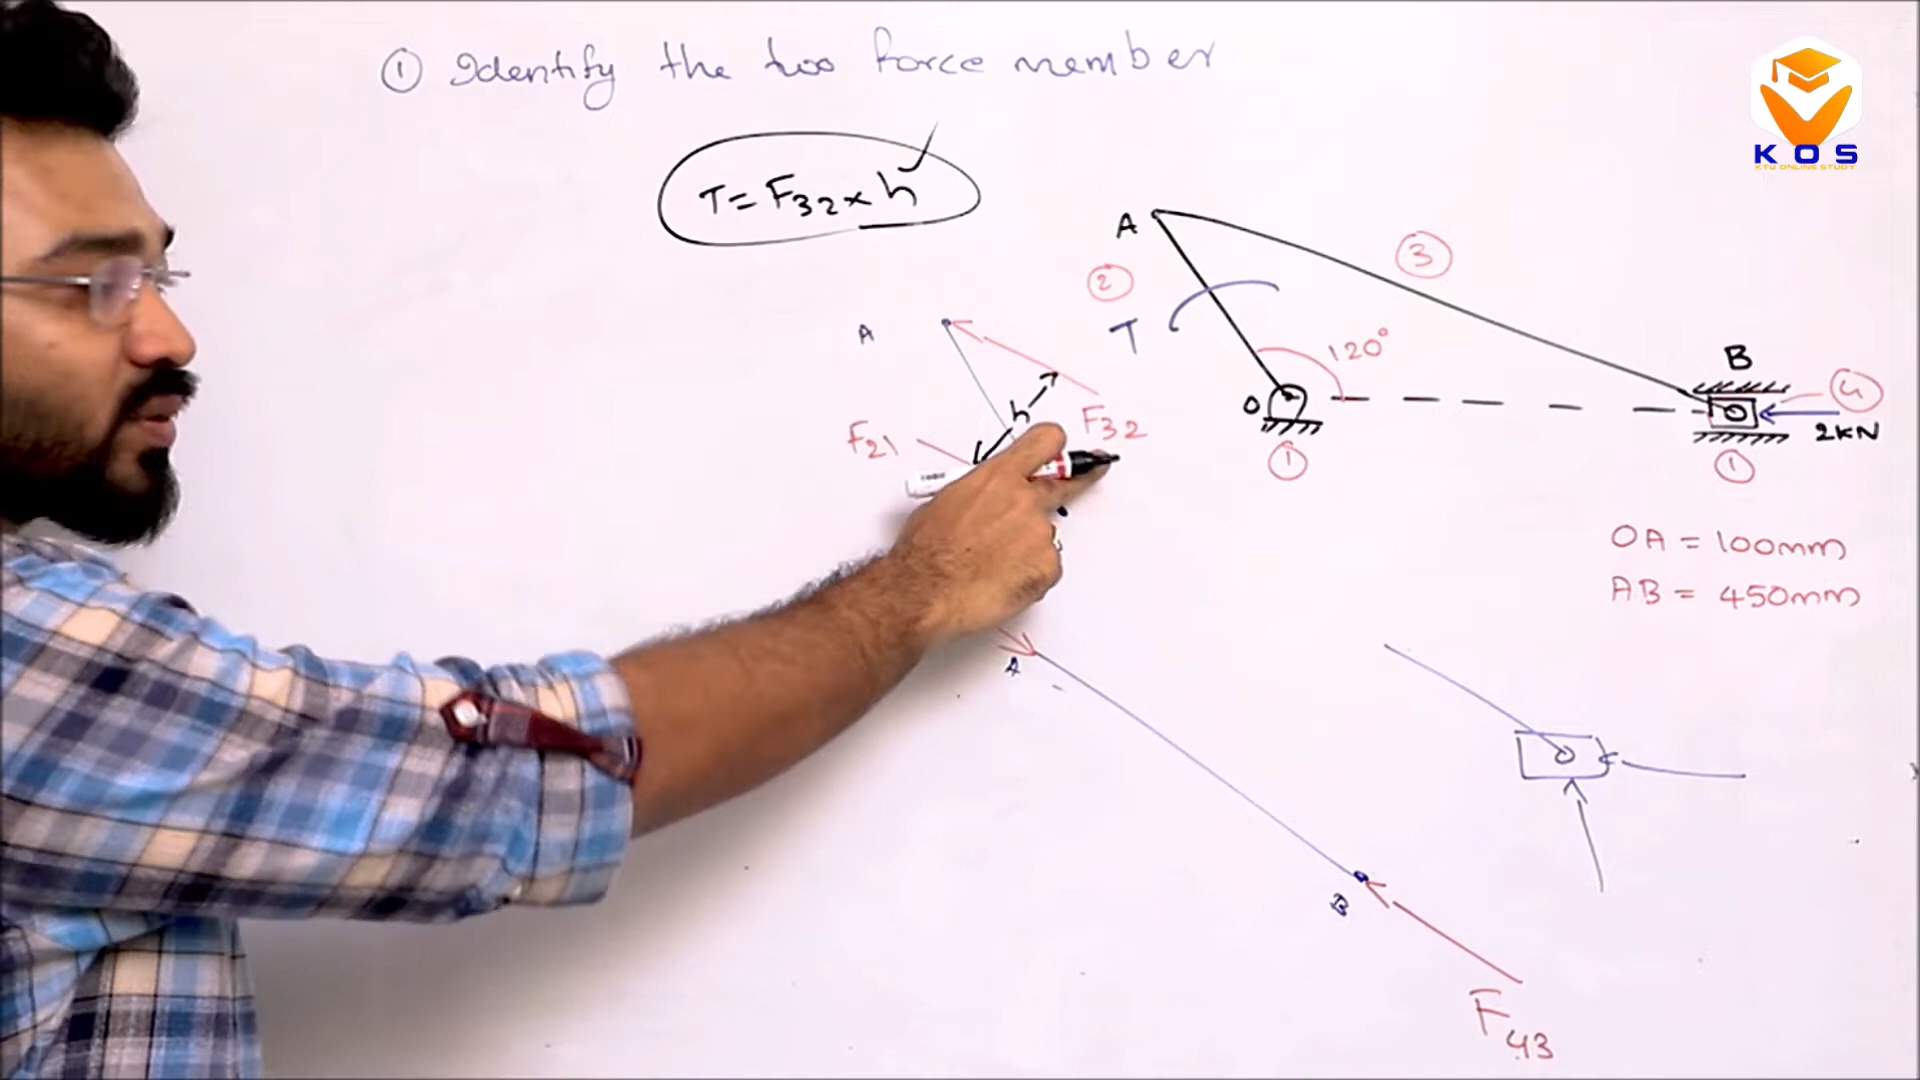 ① Identify the two force member
T = F32 × h
KOS
KTU ONLINE STUDY
A
②
③
T
120°
O
①
B
④
2KN
①
A
h
F32
F21
OA = 100mm
AB = 450mm
A
B
F43